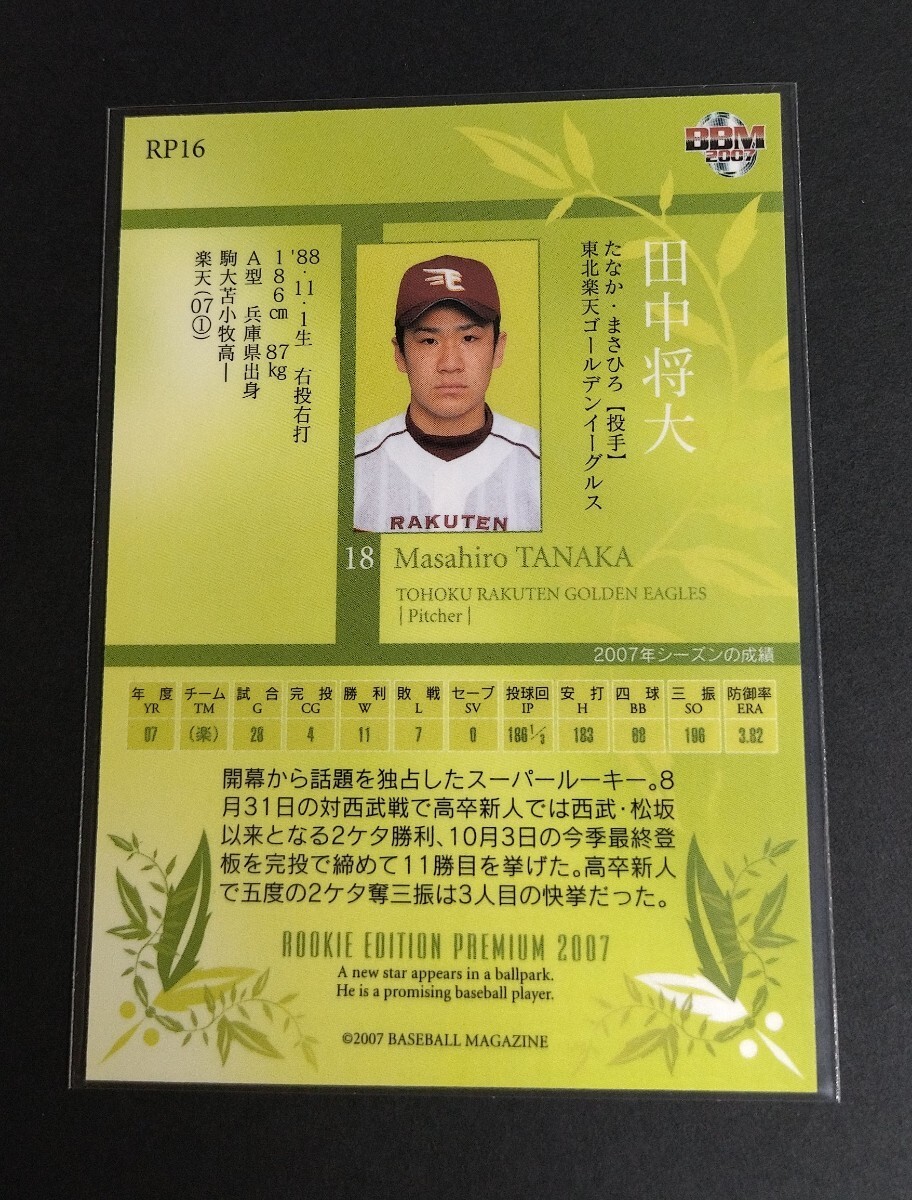 RP16
BBM
2007
田中将大
たなか・まさひろ【投手】
東北楽天ゴールデンイーグルス
'88・11・1生 右投右打
186cm 87kg
A型 兵庫県出身
駒大苫小牧高―
楽天(07①)
RAKUTEN
18 Masahiro TANAKA
TOHOKU RAKUTEN GOLDEN EAGLES
| Pitcher |
2007年シーズンの成績
年度 チーム 試合 完投 勝利 敗戦 セーブ 投球回 安打 四球 三振 防御率
YR TM G CG W L SV IP H BB SO ERA
07 (楽) 28 4 11 7 0 186 1/3 183 68 196 3.82
開幕から話題を独占したスーパールーキー。8
月31日の対西武戦で高卒新人では西武・松坂
以来となる2ケタ勝利、10月3日の今季最終登
板を完投で締めて11勝目を挙げた。高卒新人
で五度の2ケタ奪三振は3人目の快挙だった。
ROOKIE EDITION PREMIUM 2007
A new star appears in a ballpark.
He is a promising baseball player.
©2007 BASEBALL MAGAZINE